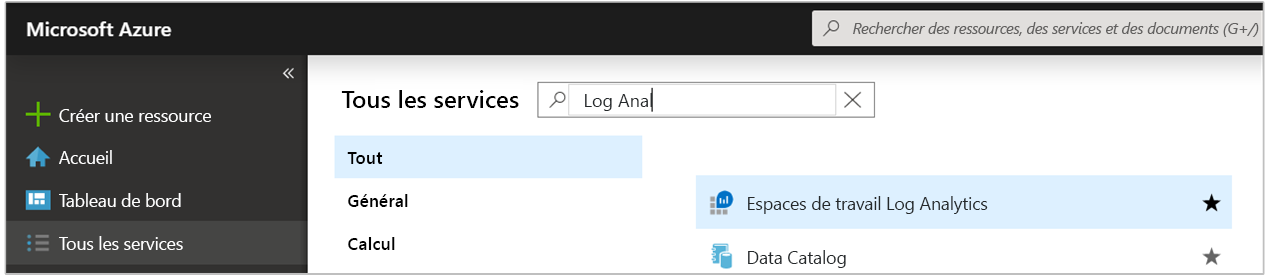 Microsoft Azure
Rechercher des ressources, des services et des documents (G+/)
«
Créer une ressource
Accueil
Tableau de bord
Tous les services
Tous les services
Log Anal
Tout
Général
Calcul
Espaces de travail Log Analytics
Data Catalog